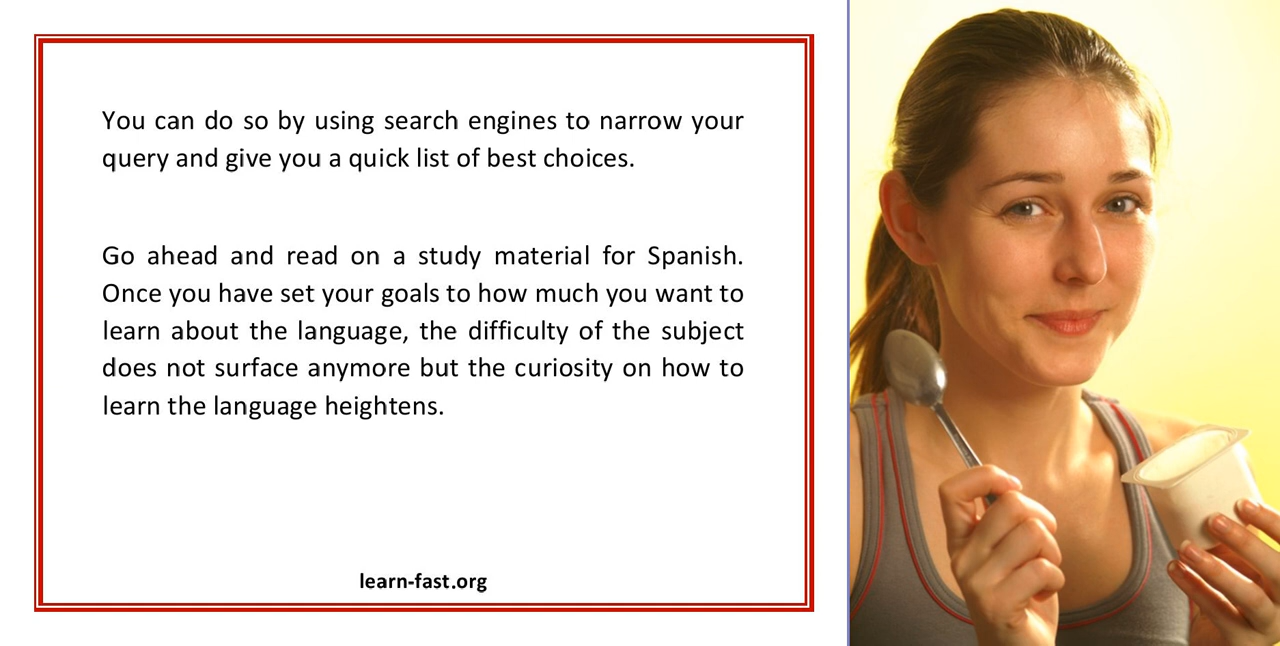 You can do so by using search engines to narrow your
query and give you a quick list of best choices.
Go ahead and read on a study material for Spanish.
Once you have set your goals to how much you want to
learn about the language, the difficulty of the subject
does not surface anymore but the curiosity on how to
learn the language heightens.
learn-fast.org